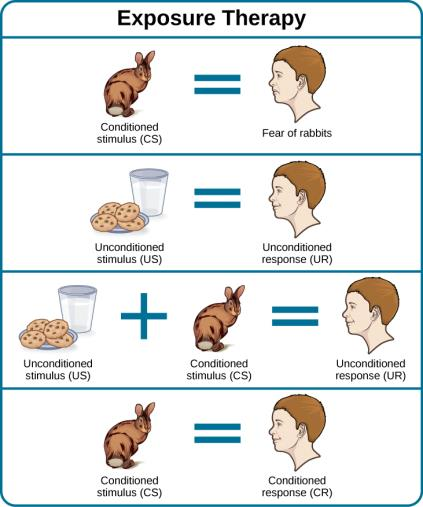 Exposure Therapy
Conditioned
stimulus (CS)
Fear of rabbits
Unconditioned
stimulus (US)
Unconditioned
response (UR)
Unconditioned
stimulus (US)
Conditioned
stimulus (CS)
Unconditioned
response (UR)
Conditioned
stimulus (CS)
Conditioned
response (CR)